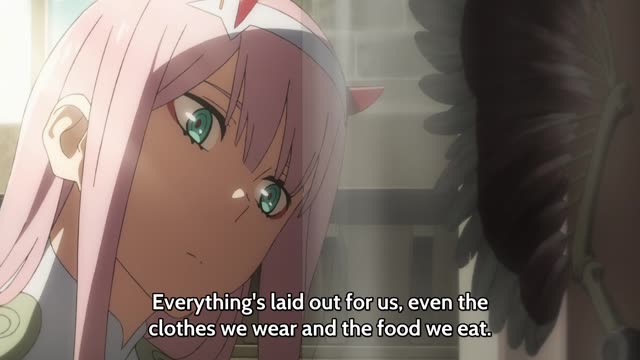 Everything's laid out for us, even the
clothes we wear and the food we eat.